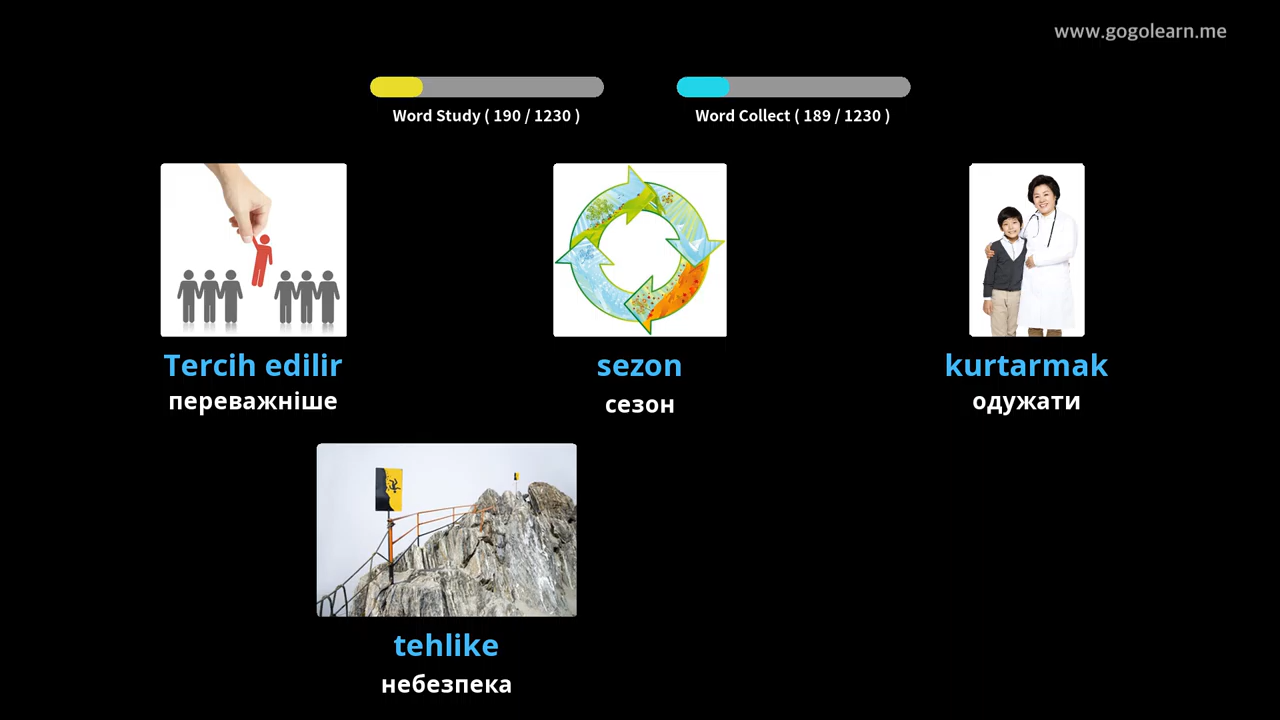 www.gogolearn.me
Word Study ( 190 / 1230 )
Word Collect ( 189 / 1230 )
Tercih edilir
переважніше
sezon
сезон
kurtarmak
одужати
tehlike
небезпека